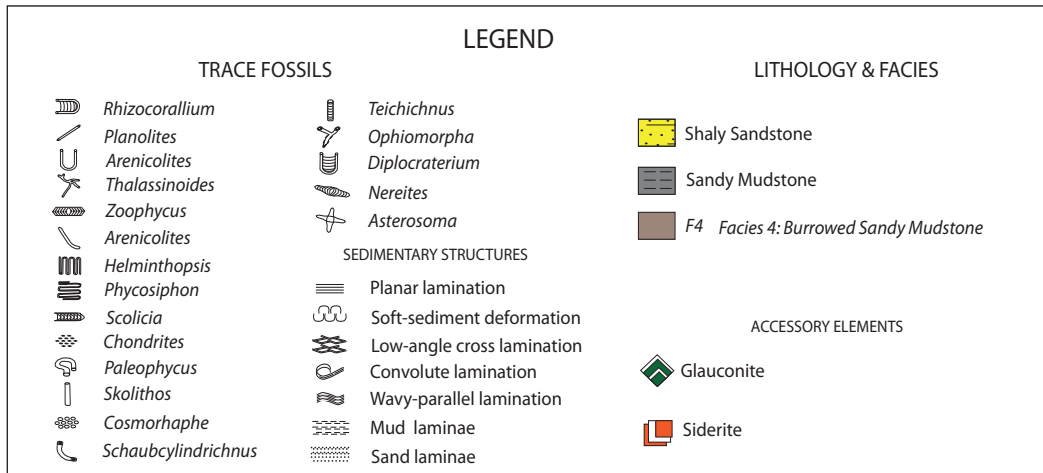 LEGEND
TRACE FOSSILS
Rhizocorallium
Planolites
Arenicolites
Thalassinoides
Zoophycus
Arenicolites
Helminthopsis
Phycosiphon
Scolicia
Chondrites
Paleophycus
Skolithos
Cosmorhaphe
Schaubcylindrichnus
Teichichnus
Ophiomorpha
Diplocraterium
Nereites
Asterosoma
SEDIMENTARY STRUCTURES
Planar lamination
Soft-sediment deformation
Low-angle cross lamination
Convolute lamination
Wavy-parallel lamination
Mud laminae
Sand laminae
LITHOLOGY & FACIES
Shaly Sandstone
Sandy Mudstone
F4 Facies 4: Burrowed Sandy Mudstone
ACCESSORY ELEMENTS
Glauconite
Siderite